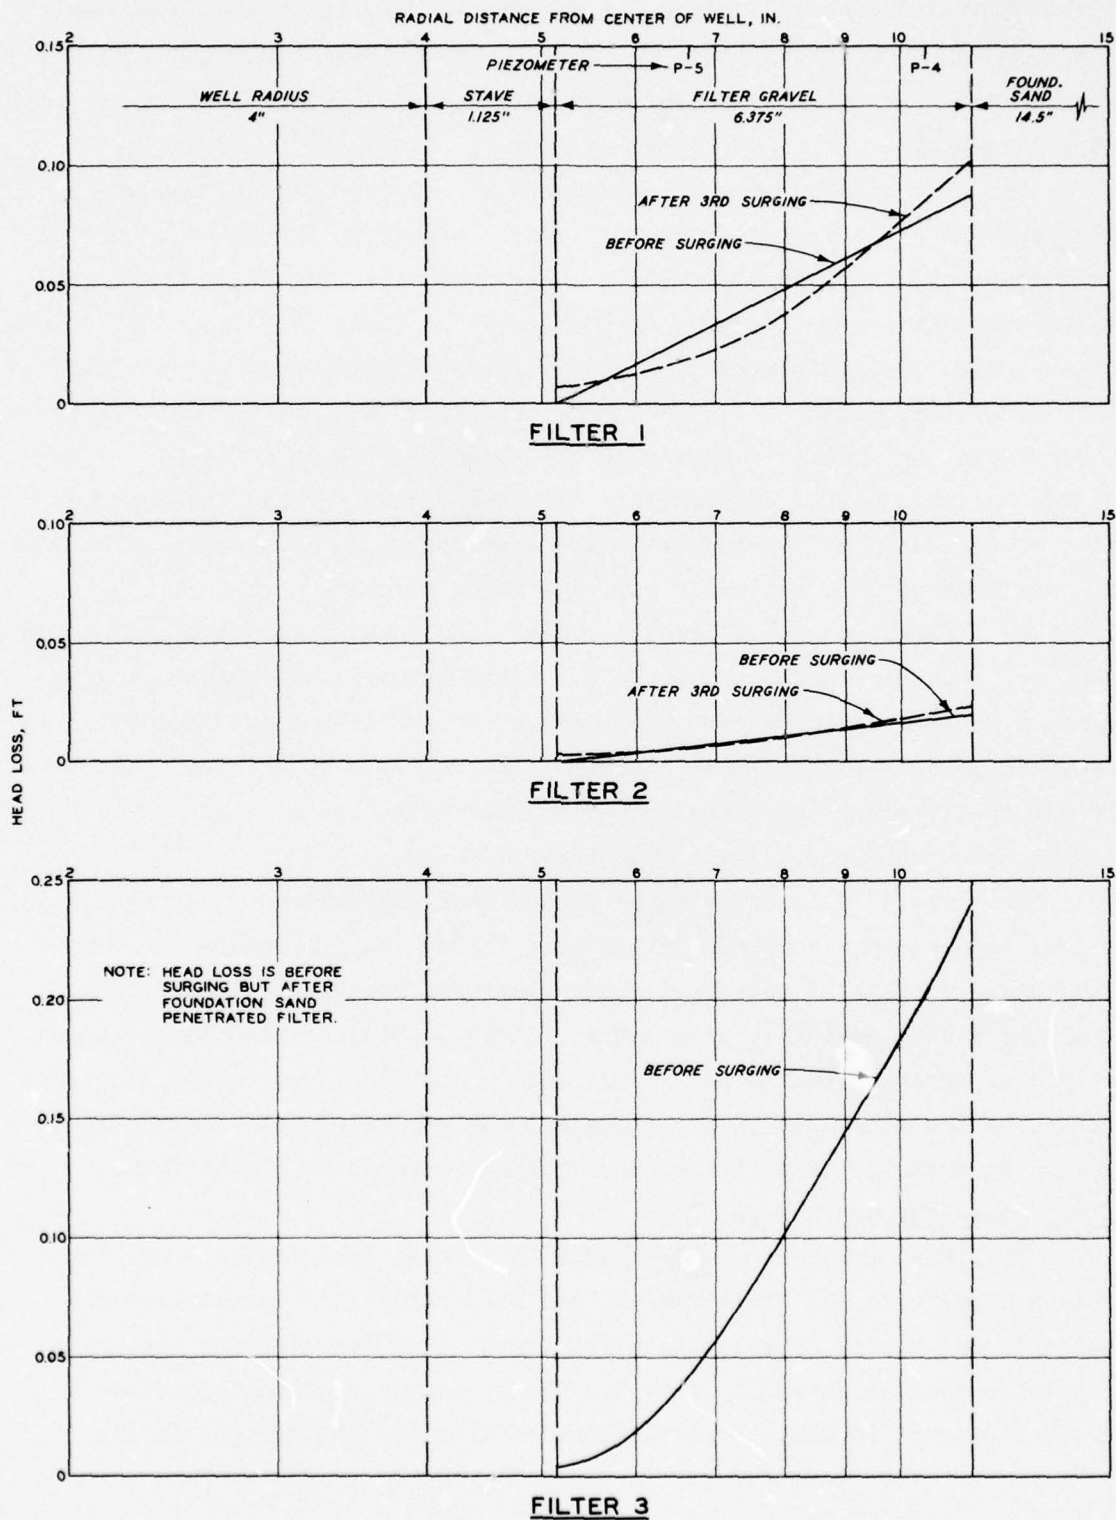 RADIAL DISTANCE FROM CENTER OF WELL, IN.
2 3 4 5 6 7 8 9 10 15
0.15
PIEZOMETER P-5 P-4
WELL RADIUS STAVE FILTER GRAVEL FOUND. SAND
4" 1.125" 6.375" 14.5"
0.10
AFTER 3RD SURGING
BEFORE SURGING
0.05
0
FILTER 1
2 3 4 5 6 7 8 9 10 15
0.10
0.05
BEFORE SURGING
AFTER 3RD SURGING
0
FILTER 2
HEAD LOSS, FT
2 3 4 5 6 7 8 9 10 15
0.25
NOTE: HEAD LOSS IS BEFORE
SURGING BUT AFTER
FOUNDATION SAND
PENETRATED FILTER.
0.20
BEFORE SURGING
0.15
0.10
0.05
0
FILTER 3